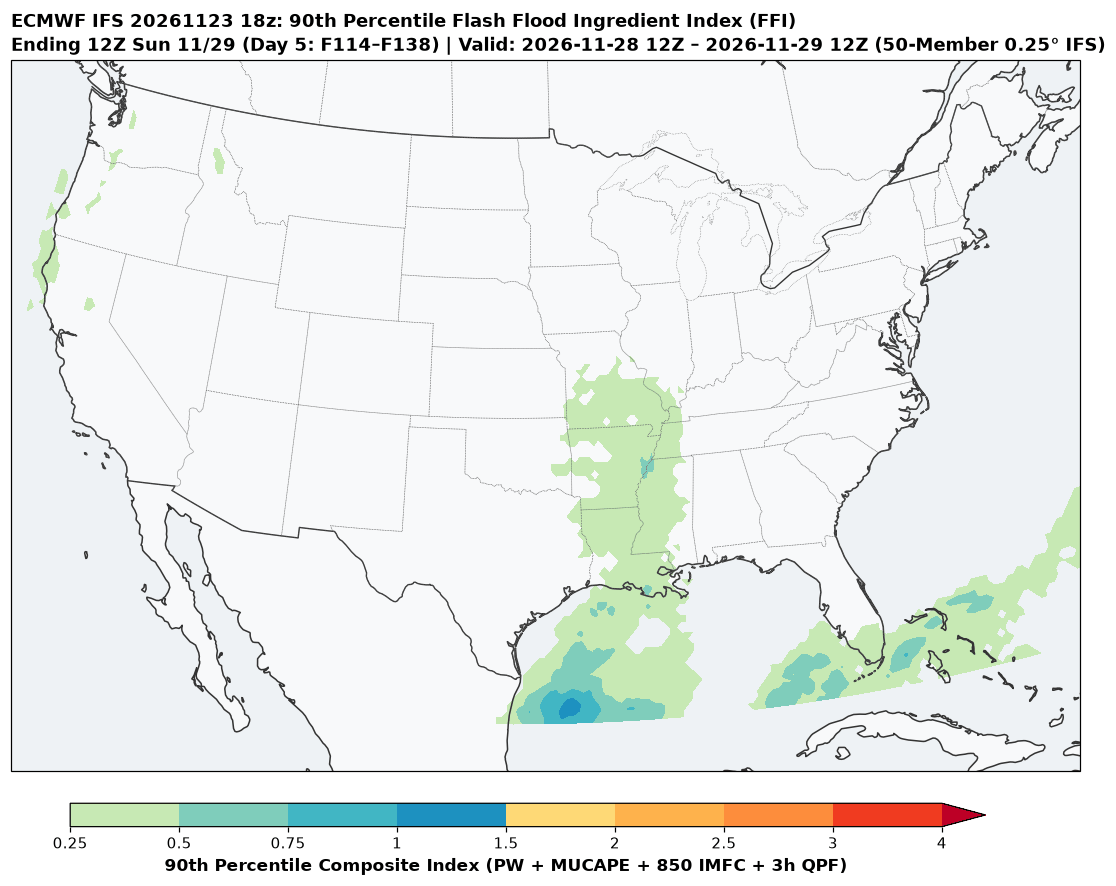 ECMWF IFS 20261123 18z: 90th Percentile Flash Flood Ingredient Index (FFI)
Ending 12Z Sun 11/29 (Day 5: F114–F138) | Valid: 2026-11-28 12Z – 2026-11-29 12Z (50-Member 0.25° IFS)
0.25 0.5 0.75 1 1.5 2 2.5 3 4
90th Percentile Composite Index (PW + MUCAPE + 850 IMFC + 3h QPF)